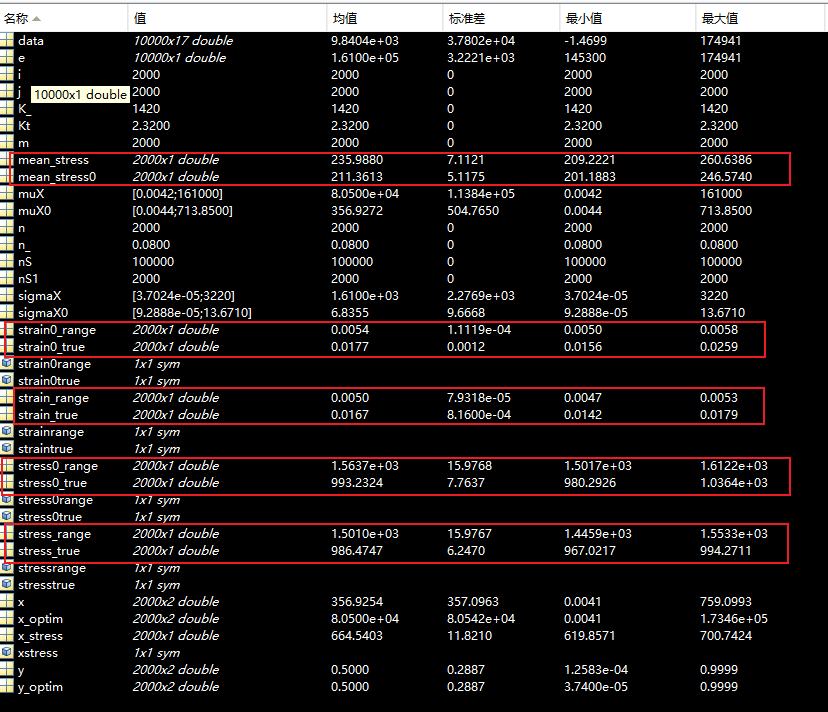 名称 值 均值 标准差 最小值 最大值
data 10000x17 double 9.8404e+03 3.7802e+04 -1.4699 174941
e 10000x1 double 1.6100e+05 3.2221e+03 145300 174941
i 2000 2000 0 2000 2000
j 10000x1 double 2000 2000 0 2000 2000
K_ 1420 1420 0 1420 1420
Kt 2.3200 2.3200 0 2.3200 2.3200
m 2000 2000 0 2000 2000
mean_stress 2000x1 double 235.9880 7.1121 209.2221 260.6386
mean_stress0 2000x1 double 211.3613 5.1175 201.1883 246.5740
muX [0.0042;161000] 8.0500e+04 1.1384e+05 0.0042 161000
muX0 [0.0044;713.8500] 356.9272 504.7650 0.0044 713.8500
n 2000 2000 0 2000 2000
n_ 0.0800 0.0800 0 0.0800 0.0800
nS 100000 100000 0 100000 100000
nS1 2000 2000 0 2000 2000
sigmaX [3.7024e-05;3220] 1.6100e+03 2.2769e+03 3.7024e-05 3220
sigmaX0 [9.2888e-05;13.6710] 6.8355 9.6668 9.2888e-05 13.6710
strain0_range 2000x1 double 0.0054 1.1119e-04 0.0050 0.0058
strain0_true 2000x1 double 0.0177 0.0012 0.0156 0.0259
strain0range 1x1 sym
strain0true 1x1 sym
strain_range 2000x1 double 0.0050 7.9318e-05 0.0047 0.0053
strain_true 2000x1 double 0.0167 8.1600e-04 0.0142 0.0179
strainrange 1x1 sym
straintrue 1x1 sym
stress0_range 2000x1 double 1.5637e+03 15.9768 1.5017e+03 1.6122e+03
stress0_true 2000x1 double 993.2324 7.7637 980.2926 1.0364e+03
stress0range 1x1 sym
stress0true 1x1 sym
stress_range 2000x1 double 1.5010e+03 15.9767 1.4459e+03 1.5533e+03
stress_true 2000x1 double 986.4747 6.2470 967.0217 994.2711
stressrange 1x1 sym
stresstrue 1x1 sym
x 2000x2 double 356.9254 357.0963 0.0041 759.0993
x_optim 2000x2 double 8.0500e+04 8.0542e+04 0.0041 1.7346e+05
x_stress 2000x1 double 664.5403 11.8210 619.8571 700.7424
xstress 1x1 sym
y 2000x2 double 0.5000 0.2887 1.2583e-04 0.9999
y_optim 2000x2 double 0.5000 0.2887 3.7400e-05 0.9999